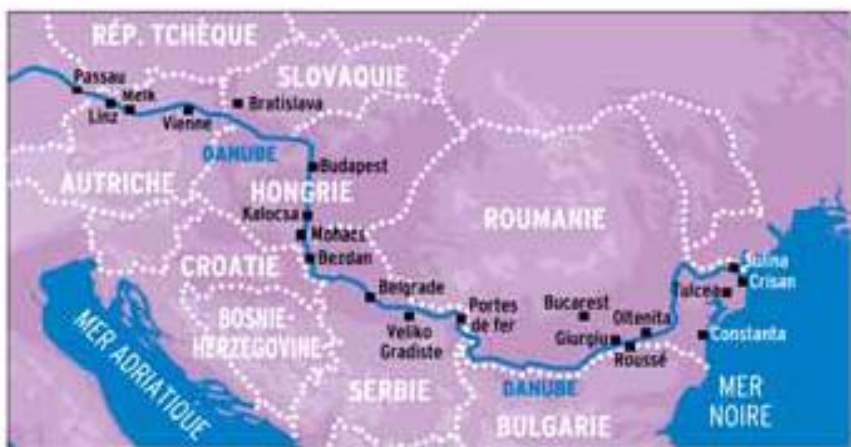 RÉP. TCHÈQUE
SLOVAQUIE
Passau
Melk
Linz
Vienne
Bratislava
DANUBE
Budapest
AUTRICHE
HONGRIE
Kalocsa
Mohacs
Bezdan
ROUMANIE
CROATIE
Belgrade
Sulina
Crisan
Tulcea
BOSNIE-
HERZEGOVINE
Veliko
Gradiste
Portes
de fer
Bucarest
Oltenita
Giurgiu
Roussé
Constanta
MER ADRIATIQUE
SERBIE
DANUBE
BULGARIE
MER
NOIRE